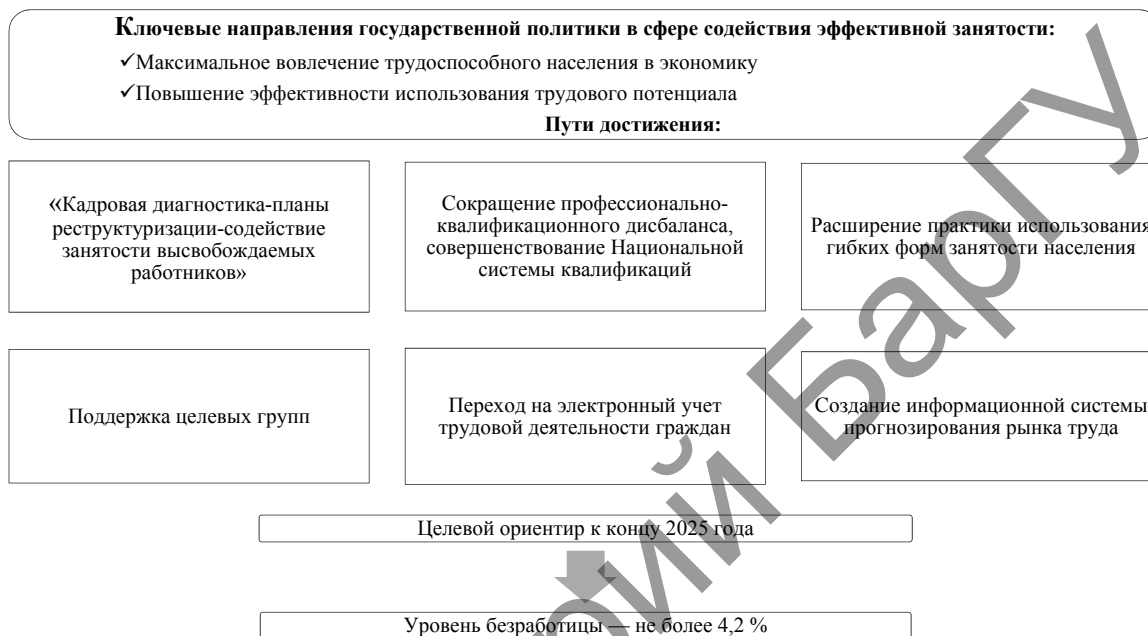 Ключевые направления государственной политики в сфере содействия эффективной занятости:
✓Максимальное вовлечение трудоспособного населения в экономику
✓Повышение эффективности использования трудового потенциала
Пути достижения:
«Кадровая диагностика-планы
реструктуризации-содействие
занятости высвобождаемых
работников»
Сокращение профессионально-
квалификационного дисбаланса,
совершенствование Национальной
системы квалификаций
Расширение практики использования
гибких форм занятости населения
Поддержка целевых групп
Переход на электронный учет
трудовой деятельности граждан
Создание информационной системы
прогнозирования рынка труда
Целевой ориентир к концу 2025 года
Уровень безработицы — не более 4,2 %
БарГУ